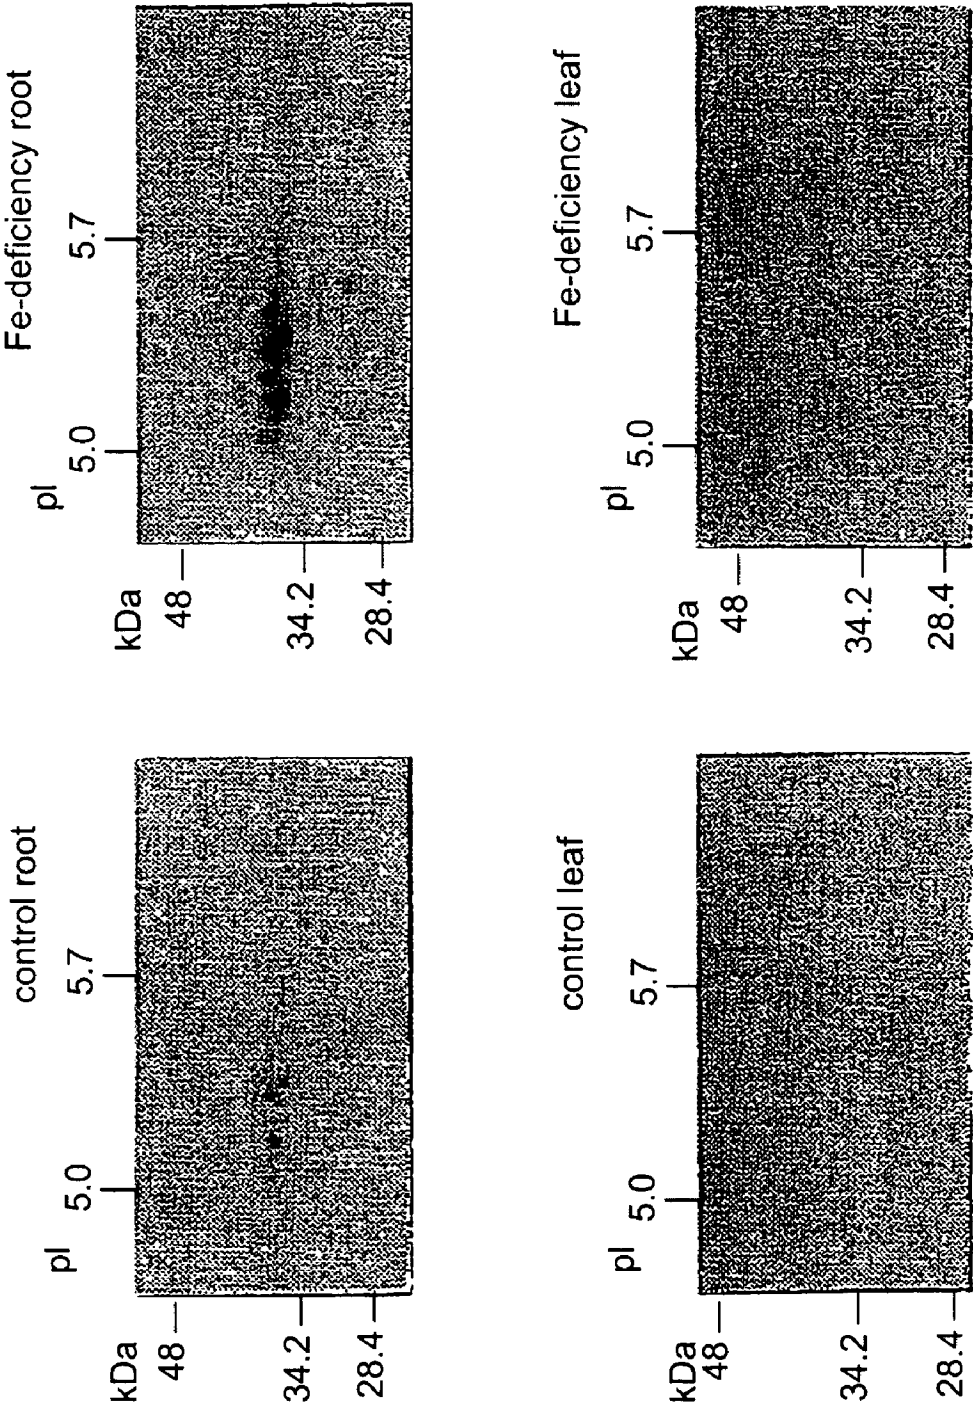 control root
pI 5.0 5.7
kDa
48
34.2
28.4
Fe-deficiency root
pI 5.0 5.7
kDa
48
34.2
28.4
control leaf
pI 5.0 5.7
kDa
48
34.2
28.4
Fe-deficiency leaf
pI 5.0 5.7
kDa
48
34.2
28.4